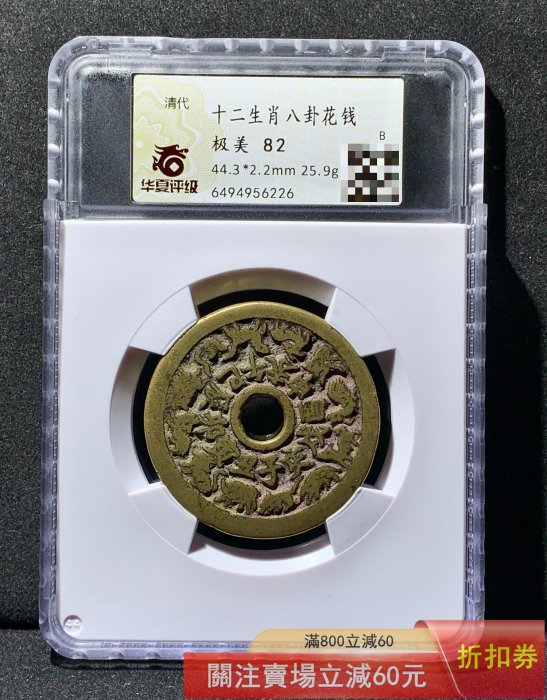 清代
十二生肖八卦花钱
极美 82
B
44.3*2.2mm 25.9g
华夏评级
6494956226
滿800立減60
關注賣場立減60元
折扣券